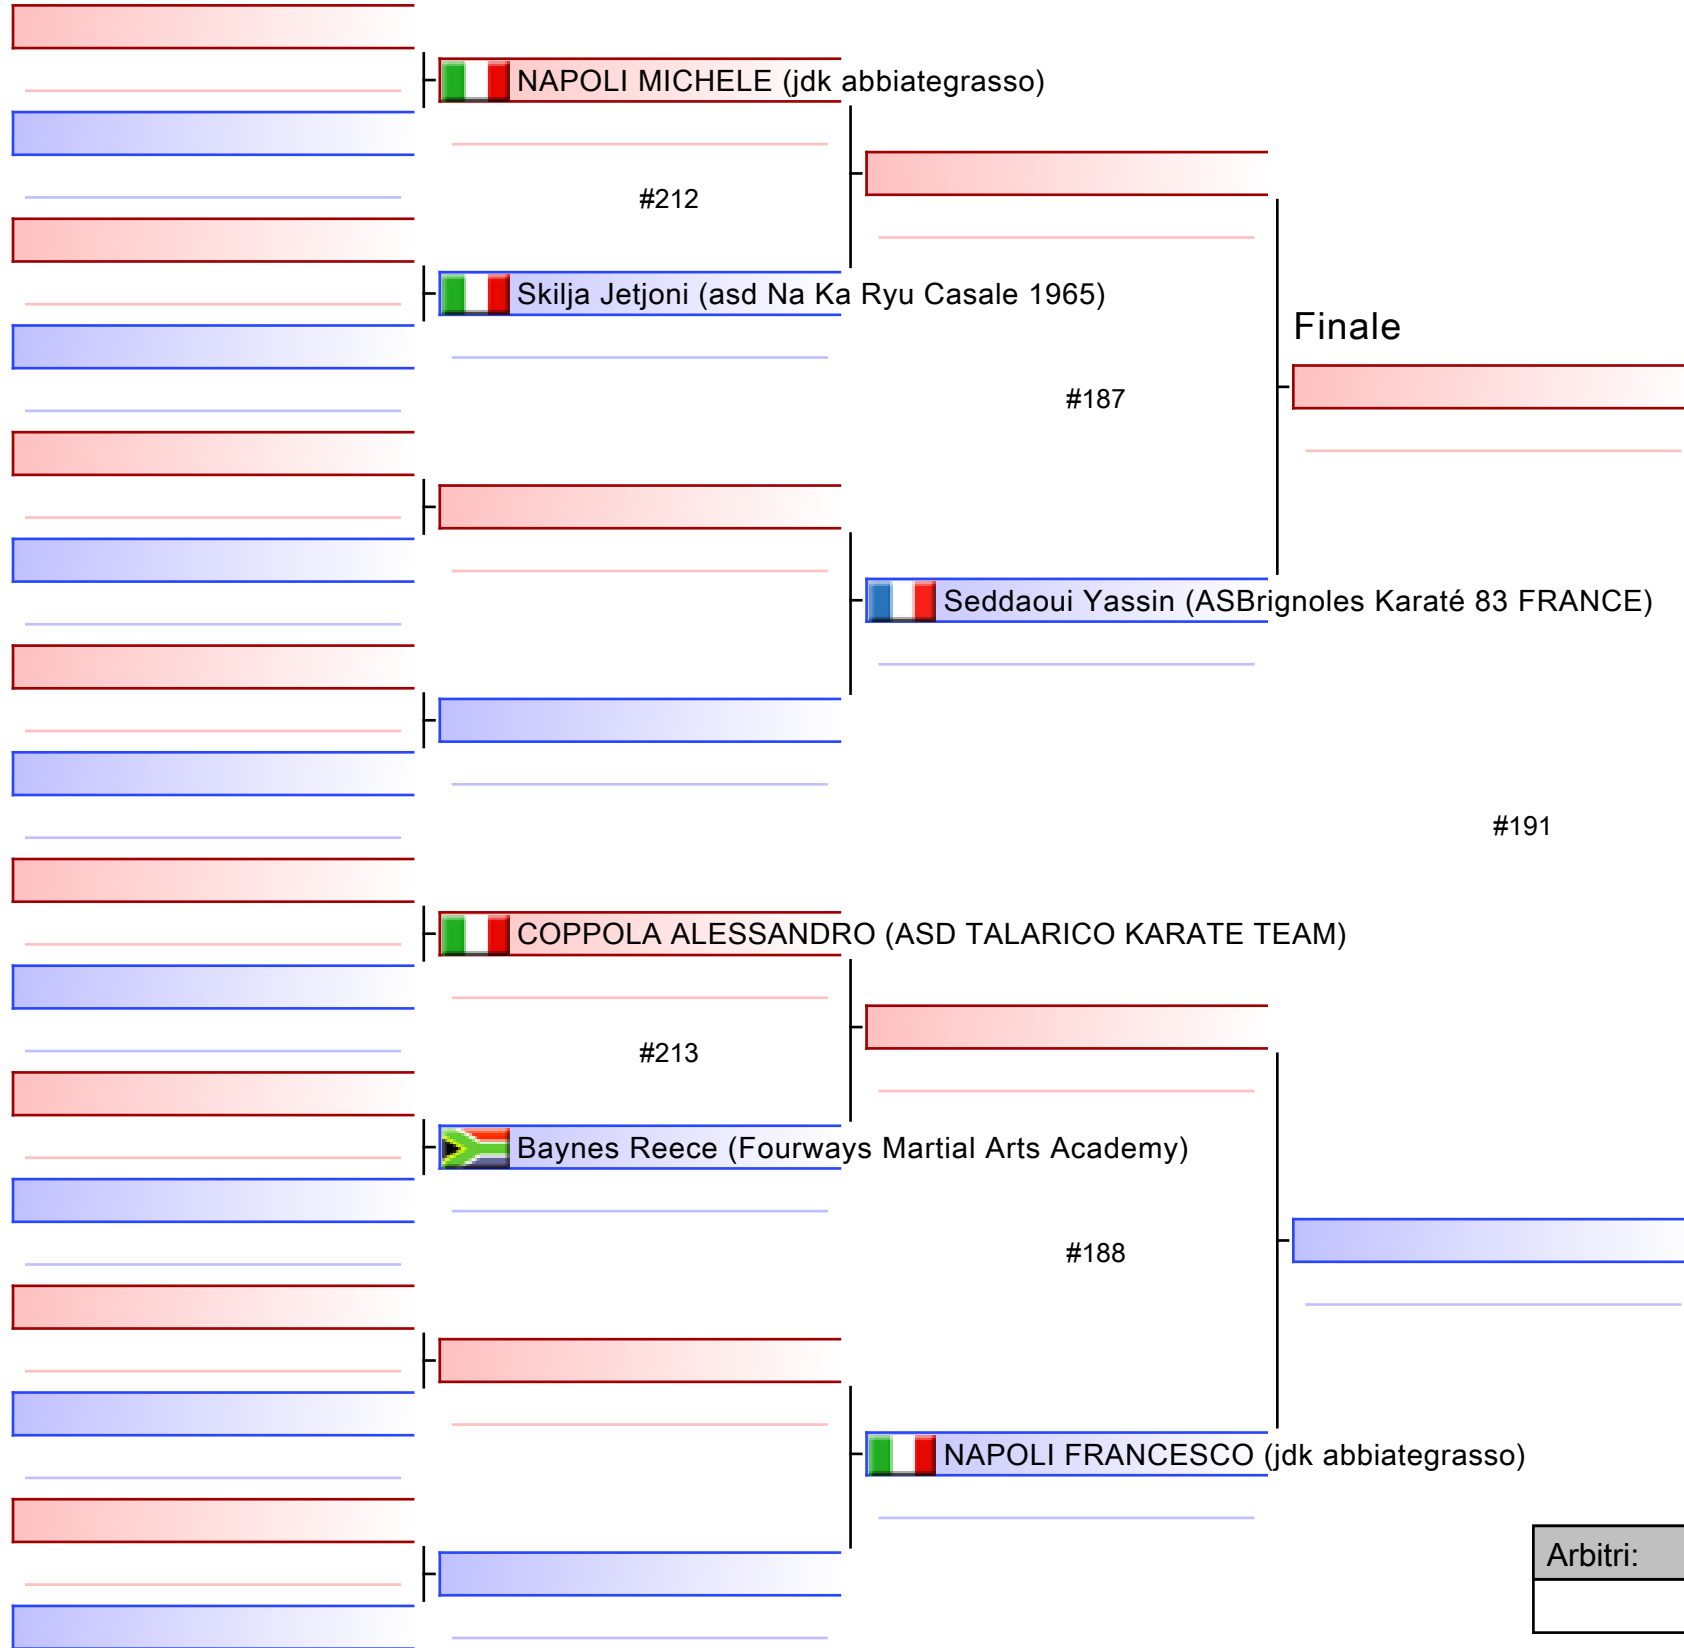 NAPOLI MICHELE (jdk abbiategrasso)
#212
Skilja Jetjoni (asd Na Ka Ryu Casale 1965)
Finale
#187
Seddaoui Yassin (ASBrignoles Karaté 83 FRANCE)
#191
COPPOLA ALESSANDRO (ASD TALARICO KARATE TEAM)
#213
Baynes Reece (Fourways Martial Arts Academy)
#188
NAPOLI FRANCESCO (jdk abbiategrasso)
Arbitri: